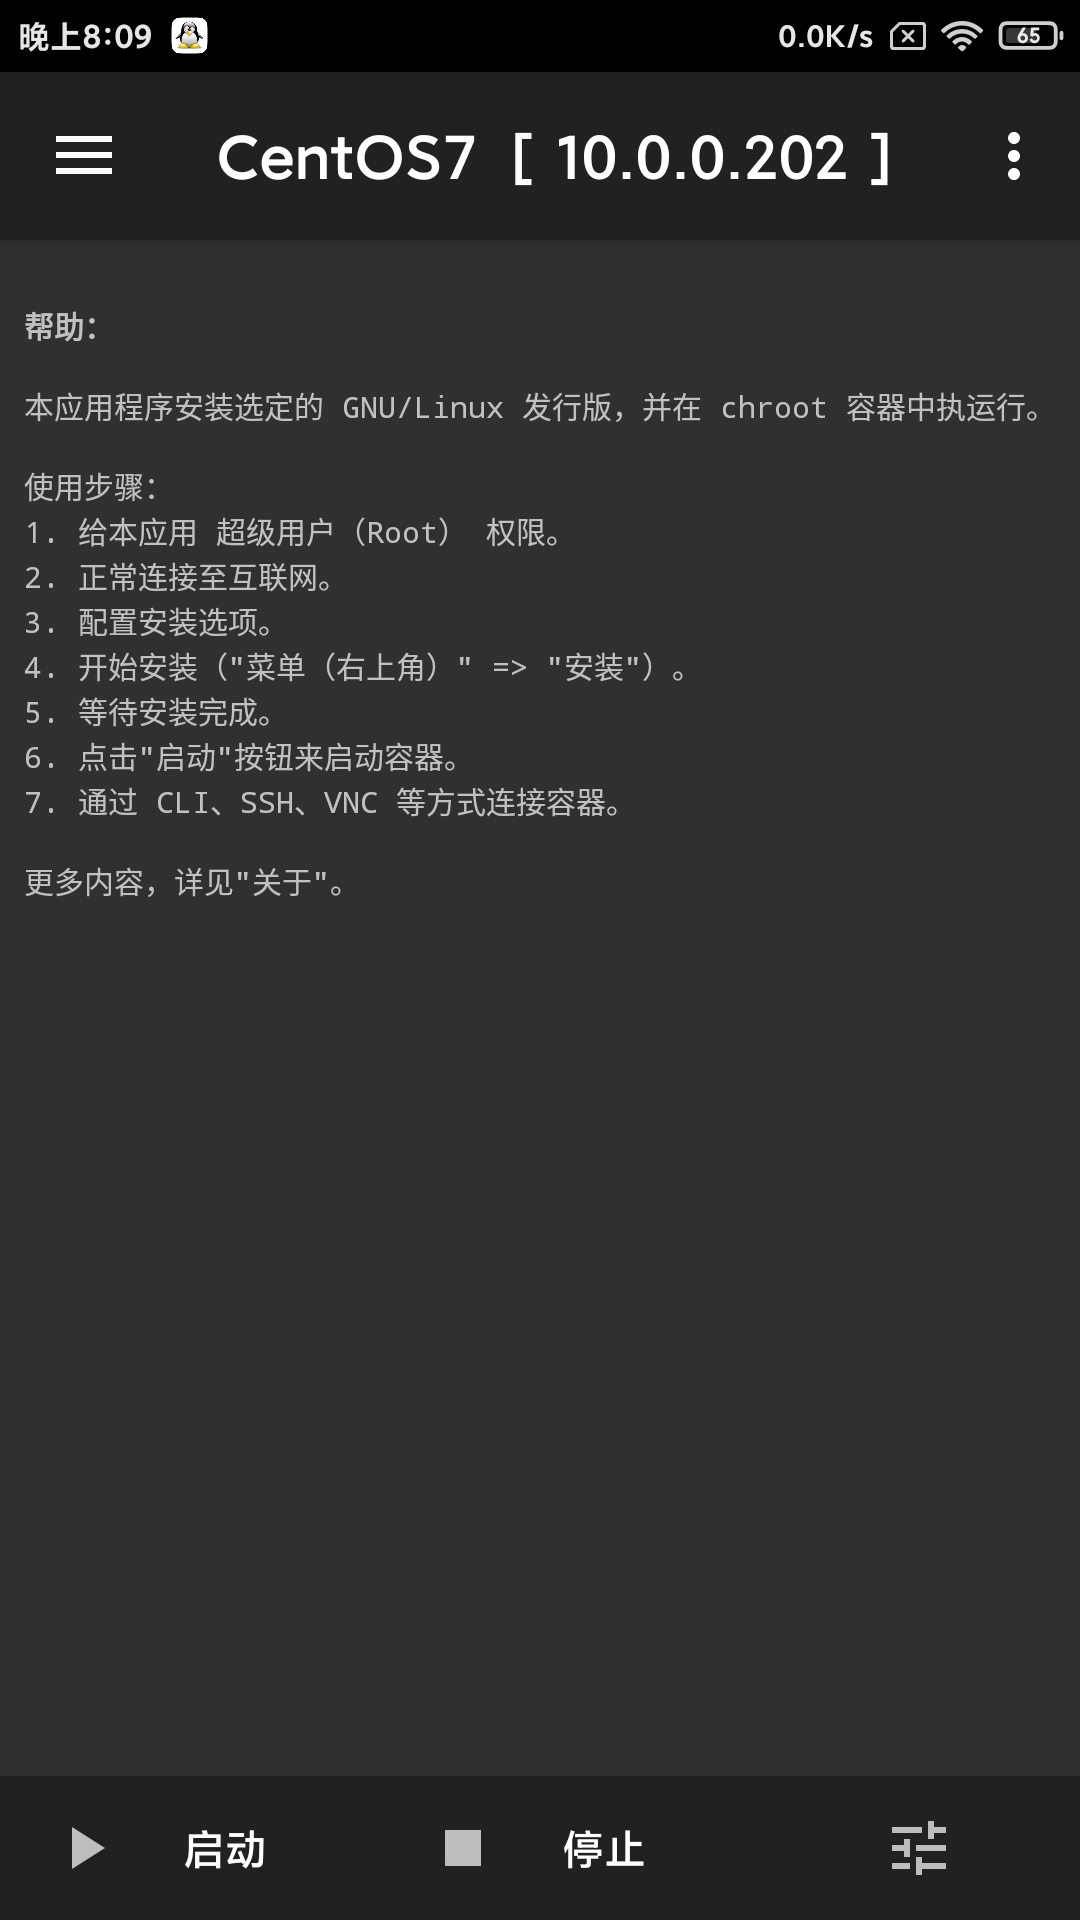 晚上8:09
0.0K/s
65
CentOS7 [ 10.0.0.202 ]
帮助：
本应用程序安装选定的 GNU/Linux 发行版，并在 chroot 容器中执运行。
使用步骤：
1. 给本应用 超级用户（Root） 权限。
2. 正常连接至互联网。
3. 配置安装选项。
4. 开始安装（"菜单（右上角）" => "安装"）。
5. 等待安装完成。
6. 点击"启动"按钮来启动容器。
7. 通过 CLI、SSH、VNC 等方式连接容器。
更多内容，详见"关于"。
启动
停止